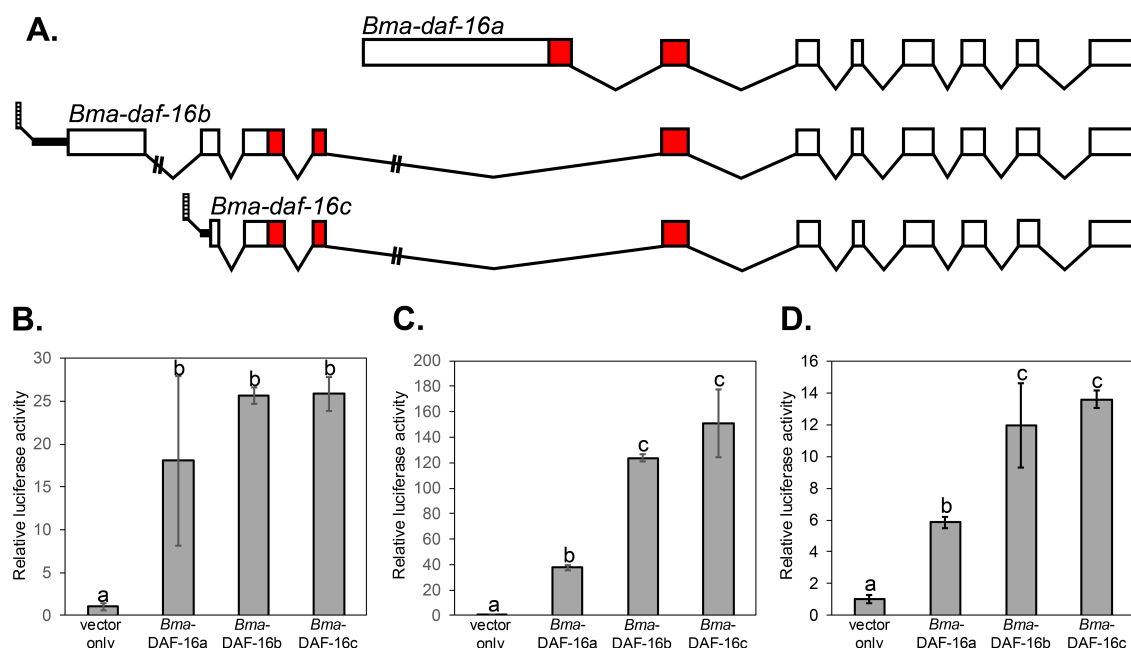 A.
Bma-daf-16a
Bma-daf-16b
Bma-daf-16c
B.
Relative luciferase activity
30
25
20
15
10
5
0
a
b
b
b
vector only
Bma-DAF-16a
Bma-DAF-16b
Bma-DAF-16c
C.
Relative luciferase activity
200
180
160
140
120
100
80
60
40
20
0
a
b
c
c
vector only
Bma-DAF-16a
Bma-DAF-16b
Bma-DAF-16c
D.
Relative luciferase activity
16
14
12
10
8
6
4
2
0
a
b
c
c
vector only
Bma-DAF-16a
Bma-DAF-16b
Bma-DAF-16c